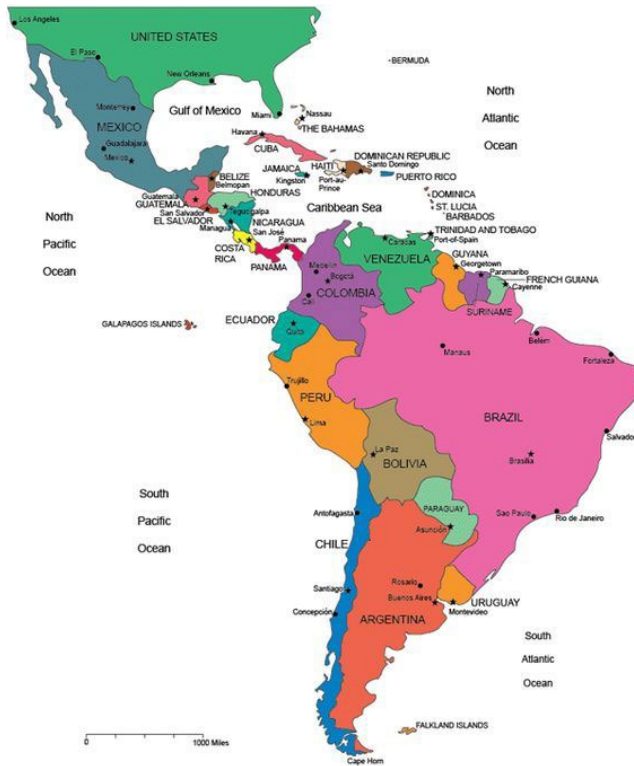 Los Angeles
UNITED STATES
El Paso
BERMUDA
New Orleans
North
Atlantic
Ocean
Monterrey
Gulf of Mexico
Miami
Nassau
THE BAHAMAS
MEXICO
Havana
CUBA
Guadalajara
Mexico
DOMINICAN REPUBLIC
HAITI
Santo Domingo
JAMAICA
Kingston
Port-au-
Prince
PUERTO RICO
BELIZE
Belmopan
HONDURAS
DOMINICA
Guatemala
GUATEMALA
Tegucigalpa
ST. LUCIA
BARBADOS
Caribbean Sea
San Salvador
EL SALVADOR
NICARAGUA
Managua
San José
North
Pacific
Ocean
TRINIDAD AND TOBAGO
Port-of-Spain
COSTA
RICA
Panama
PANAMA
Caracas
VENEZUELA
GUYANA
Georgetown
Paramaribo
FRENCH GUIANA
Cayenne
SURINAME
Medellin
Bogotá
COLOMBIA
Cali
GALAPAGOS ISLANDS
ECUADOR
Quito
Belém
Manaus
Fortaleza
Trujillo
PERU
Lima
BRAZIL
Salvador
La Paz
BOLIVIA
Brasilia
South
Pacific
Ocean
PARAGUAY
Asunción
Antofagasta
Sao Paulo
Rio de Janeiro
CHILE
Rosario
Santiago
Buenos Aires
URUGUAY
Montevideo
Concepción
ARGENTINA
South
Atlantic
Ocean
FALKLAND ISLANDS
0
1000 Miles
Cape Horn